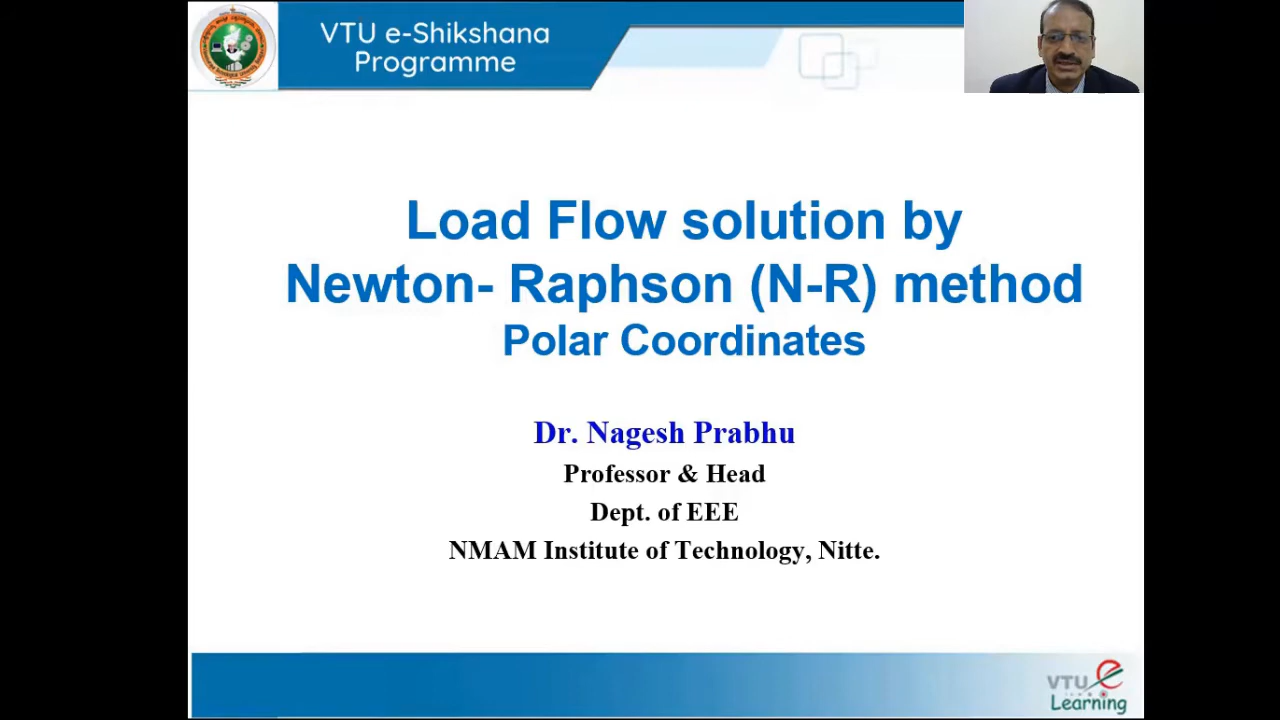 VTU e-Shikshana
Programme
Load Flow solution by
Newton- Raphson (N-R) method
Polar Coordinates
Dr. Nagesh Prabhu
Professor & Head
Dept. of EEE
NMAM Institute of Technology, Nitte.
VTU e
Learning